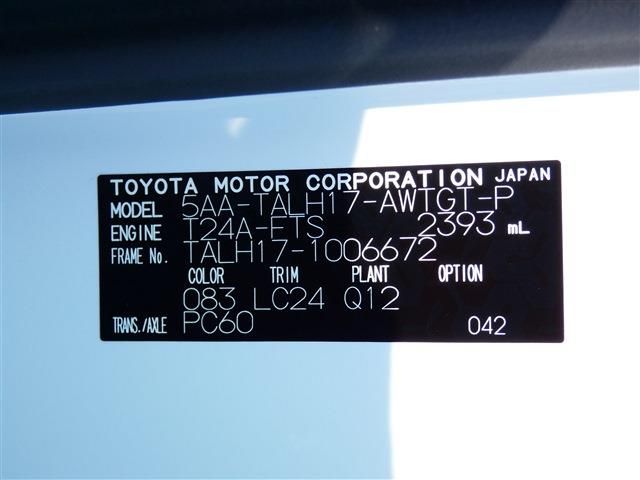 TOYOTA MOTOR CORPORATION JAPAN
MODEL 5AA-TALH17-AWTGT-P
ENGINE T24A-FTS 2393 mL
FRAME No. TALH17-1006672
COLOR TRIM PLANT OPTION
083 LC24 Q12
TRANS./AXLE PC60 042